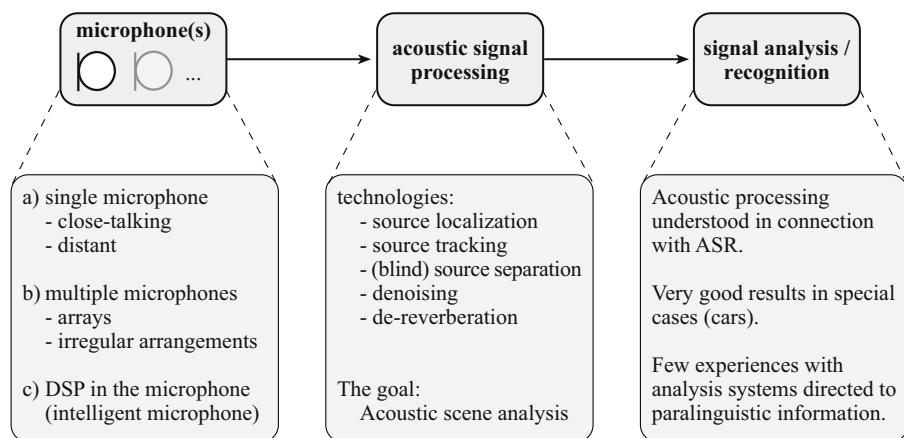 microphone(s)
...
acoustic signal
processing
signal analysis /
recognition
a) single microphone
- close-talking
- distant
b) multiple microphones
- arrays
- irregular arrangements
c) DSP in the microphone
(intelligent microphone)
technologies:
- source localization
- source tracking
- (blind) source separation
- denoising
- de-reverberation
The goal:
Acoustic scene analysis
Acoustic processing
understood in connection
with ASR.
Very good results in special
cases (cars).
Few experiences with
analysis systems directed to
paralinguistic information.